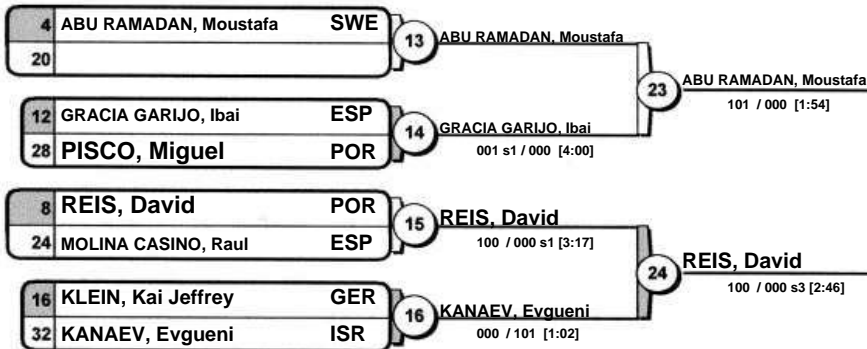 4 ABU RAMADAN, Moustafa SWE
20
13 ABU RAMADAN, Moustafa
12 GRACIA GARIJO, Ibai ESP
28 PISCO, Miguel POR
14 GRACIA GARIJO, Ibai
001 s1 / 000 [4:00]
23 ABU RAMADAN, Moustafa
101 / 000 [1:54]
8 REIS, David POR
24 MOLINA CASINO, Raul ESP
15 REIS, David
100 / 000 s1 [3:17]
16 KLEIN, Kai Jeffrey GER
32 KANAEV, Evgueni ISR
16 KANAEV, Evgueni
000 / 101 [1:02]
24 REIS, David
100 / 000 s3 [2:46]